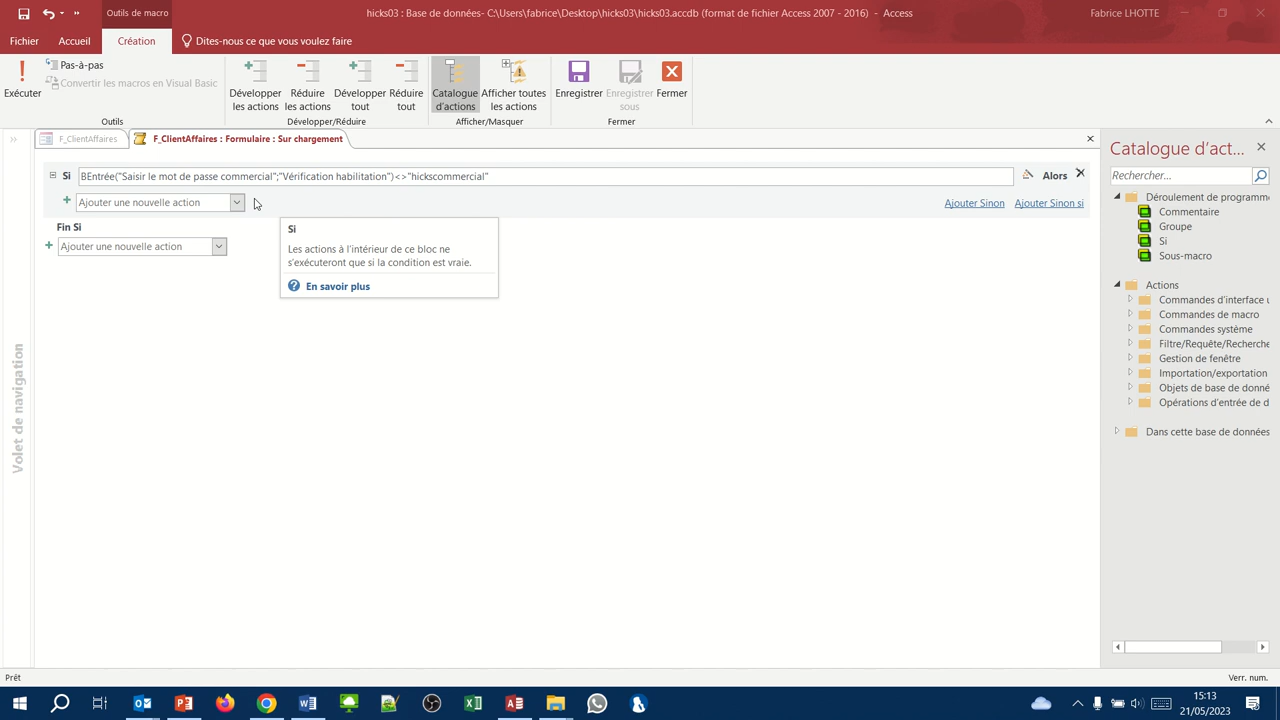 Outils de macro
hicks03 : Base de données- C:\Users\fabrice\Desktop\hicks03\hicks03.accdb (format de fichier Access 2007 - 2016) - Access
Fabrice LHOTTE
Fichier
Accueil
Création
Dites-nous ce que vous voulez faire
Exécuter
Pas-à-pas
Convertir les macros en Visual Basic
Outils
Développer les actions
Réduire les actions
Développer tout
Réduire tout
Développer/Réduire
Catalogue d'actions
Afficher toutes les actions
Afficher/Masquer
Enregistrer
Enregistrer sous
Fermer
Fermer
F_ClientAffaires
F_ClientAffaires : Formulaire : Sur chargement
Si BEntrée("Saisir le mot de passe commercial";"Vérification habilitation")<>"hickscommercial" Alors
Ajouter une nouvelle action
Ajouter Sinon Ajouter Sinon si
Fin Si
Ajouter une nouvelle action
Si
Les actions à l'intérieur de ce bloc ne
s'exécuteront que si la condition est vraie.
En savoir plus
Volet de navigation
Catalogue d'act...
Rechercher...
Déroulement de programme
Commentaire
Groupe
Si
Sous-macro
Actions
Commandes d'interface u
Commandes de macro
Commandes système
Filtre/Requête/Recherche
Gestion de fenêtre
Importation/exportation
Objets de base de donné
Opérations d'entrée de d
Dans cette base de données
Prêt
Verr. num.
15:13
21/05/2023